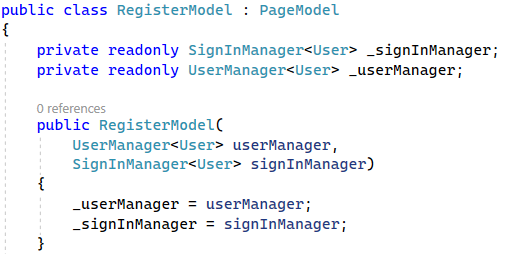 public class RegisterModel : PageModel
{
    private readonly SignInManager<User> _signInManager;
    private readonly UserManager<User> _userManager;
    0 references
    public RegisterModel(
        UserManager<User> userManager,
        SignInManager<User> signInManager)
    {
        _userManager = userManager;
        _signInManager = signInManager;
    }